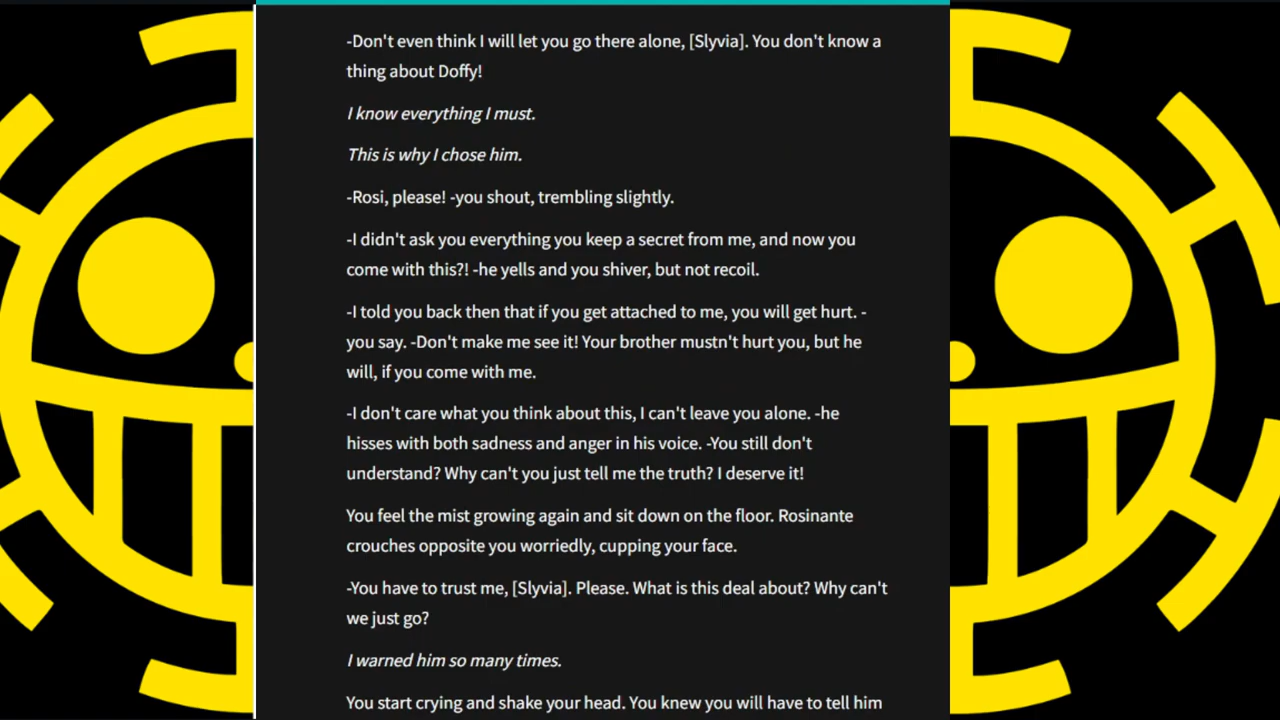 -Don't even think I will let you go there alone, [Slyvia]. You don't know a
thing about Doffy!
I know everything I must.
This is why I chose him.
-Rosi, please! -you shout, trembling slightly.
-I didn't ask you everything you keep a secret from me, and now you
come with this?! -he yells and you shiver, but not recoil.
-I told you back then that if you get attached to me, you will get hurt. -
you say. -Don't make me see it! Your brother mustn't hurt you, but he
will, if you come with me.
-I don't care what you think about this, I can't leave you alone. -he
hisses with both sadness and anger in his voice. -You still don't
understand? Why can't you just tell me the truth? I deserve it!
You feel the mist growing again and sit down on the floor. Rosinante
crouches opposite you worriedly, cupping your face.
-You have to trust me, [Slyvia]. Please. What is this deal about? Why can't
we just go?
I warned him so many times.
You start crying and shake your head. You knew you will have to tell him